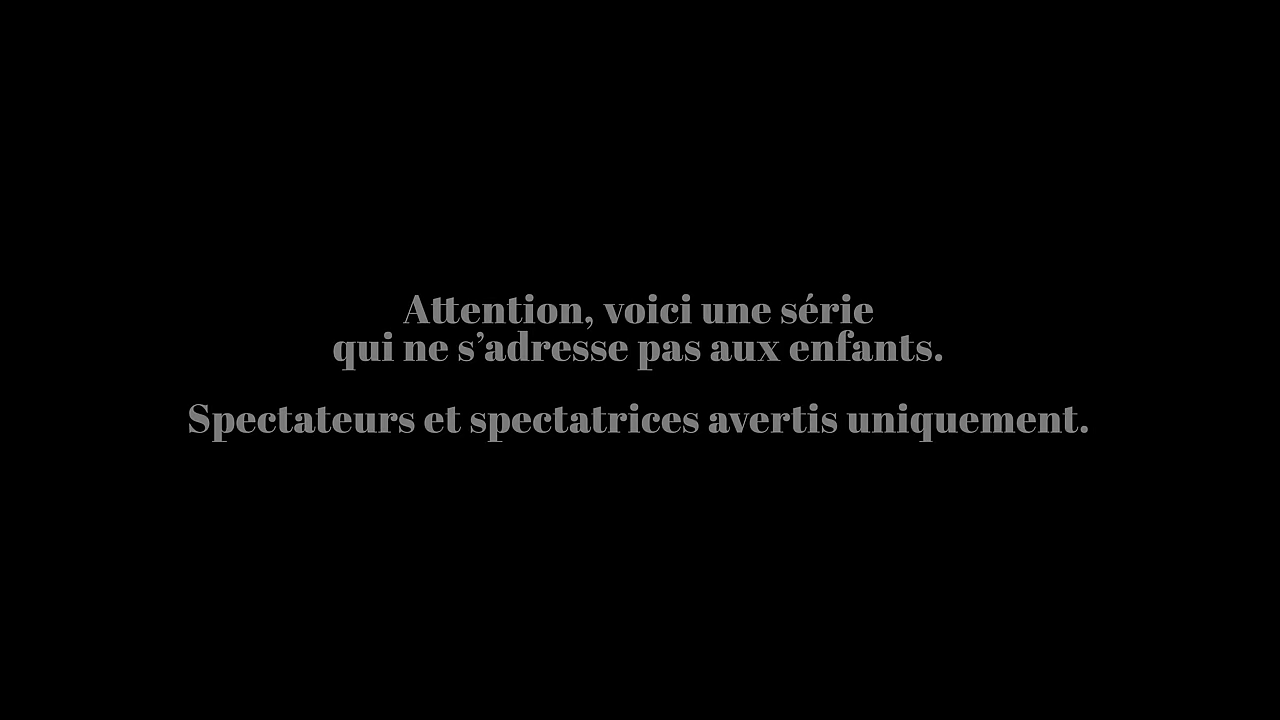 Attention, voici une série
qui ne s’adresse pas aux enfants.
Spectateurs et spectatrices avertis uniquement.